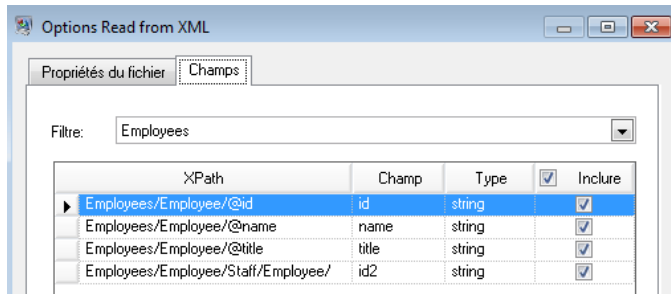 Options Read from XML
Propriétés du fichier Champs
Filtre: Employees
XPath Champ Type Inclure
Employees/Employee/@id id string
Employees/Employee/@name name string
Employees/Employee/@title title string
Employees/Employee/Staff/Employee/ id2 string